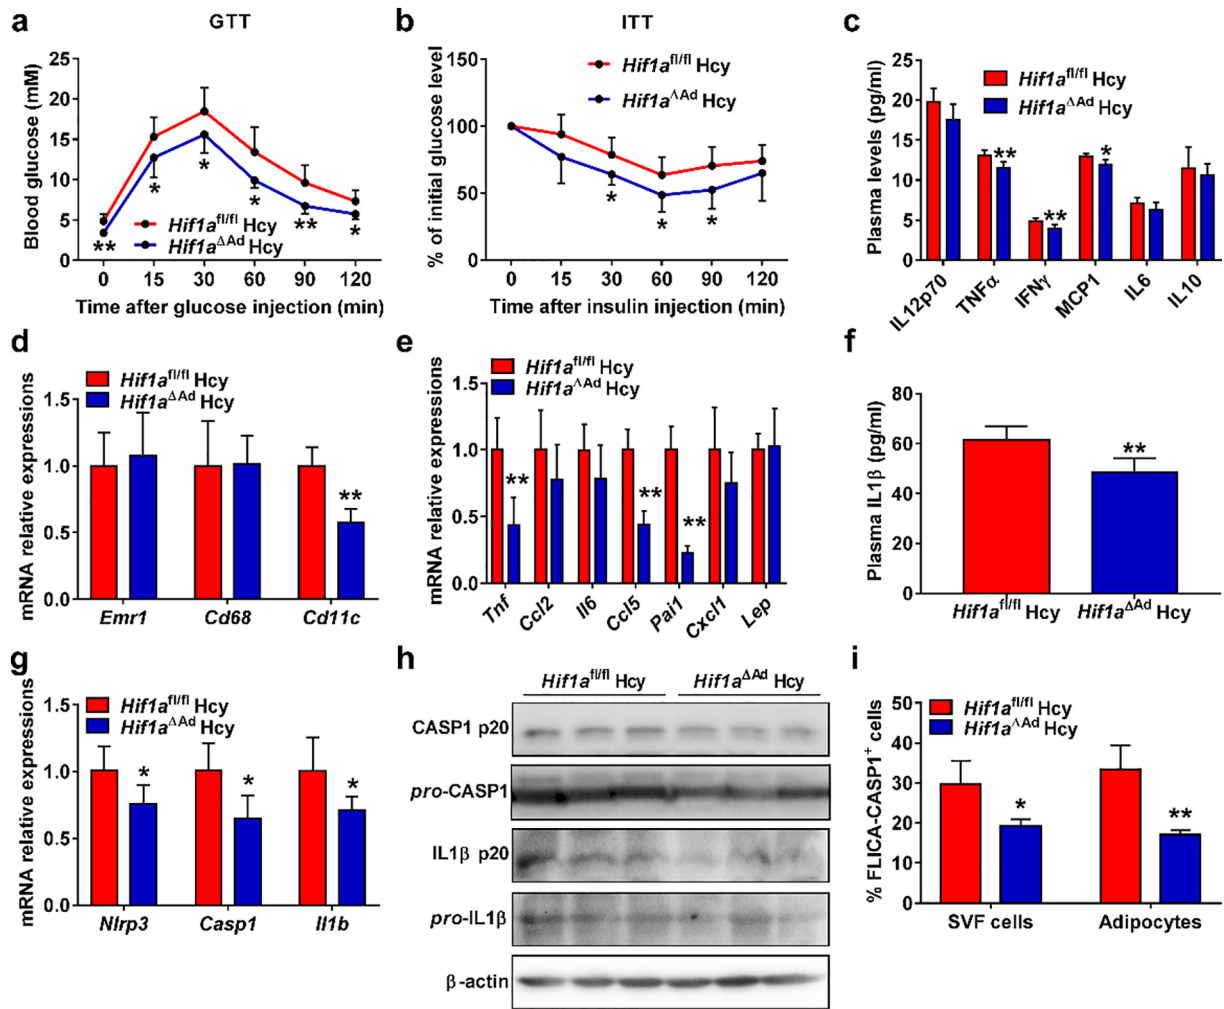 a GTT
Blood glucose (mM)
25
20
15
10
5
0
Hif1a^fl/fl Hcy
Hif1a^ΔAd Hcy
** * * * ** *
0 15 30 60 90 120
Time after glucose injection (min)
b ITT
% of initial glucose level
150
100
50
0
Hif1a^fl/fl Hcy
Hif1a^ΔAd Hcy
* * *
0 15 30 60 90 120
Time after insulin injection (min)
c
Plasma levels (pg/ml)
25
20
15
10
5
0
Hif1a^fl/fl Hcy
Hif1a^ΔAd Hcy
** ** *
IL12p70 TNFα IFNγ MCP1 IL6 IL10
d
mRNA relative expressions
1.5
1.0
0.5
0.0
Hif1a^fl/fl Hcy
Hif1a^ΔAd Hcy
**
Emr1 Cd68 Cd11c
e
mRNA relative expressions
1.5
1.0
0.5
0.0
Hif1a^fl/fl Hcy
Hif1a^ΔAd Hcy
** ** **
Tnf Ccl2 Il6 Ccl5 Pai1 Cxcl1 Lep
f
Plasma IL1β (pg/ml)
80
60
40
20
0
**
Hif1a^fl/fl Hcy Hif1a^ΔAd Hcy
g
mRNA relative expressions
1.5
1.0
0.5
0.0
Hif1a^fl/fl Hcy
Hif1a^ΔAd Hcy
* * *
Nlrp3 Casp1 Il1b
h
Hif1a^fl/fl Hcy Hif1a^ΔAd Hcy
CASP1 p20
pro-CASP1
IL1β p20
pro-IL1β
β-actin
i
% FLICA-CASP1⁺ cells
50
40
30
20
10
0
Hif1a^fl/fl Hcy
Hif1a^ΔAd Hcy
* **
SVF cells Adipocytes